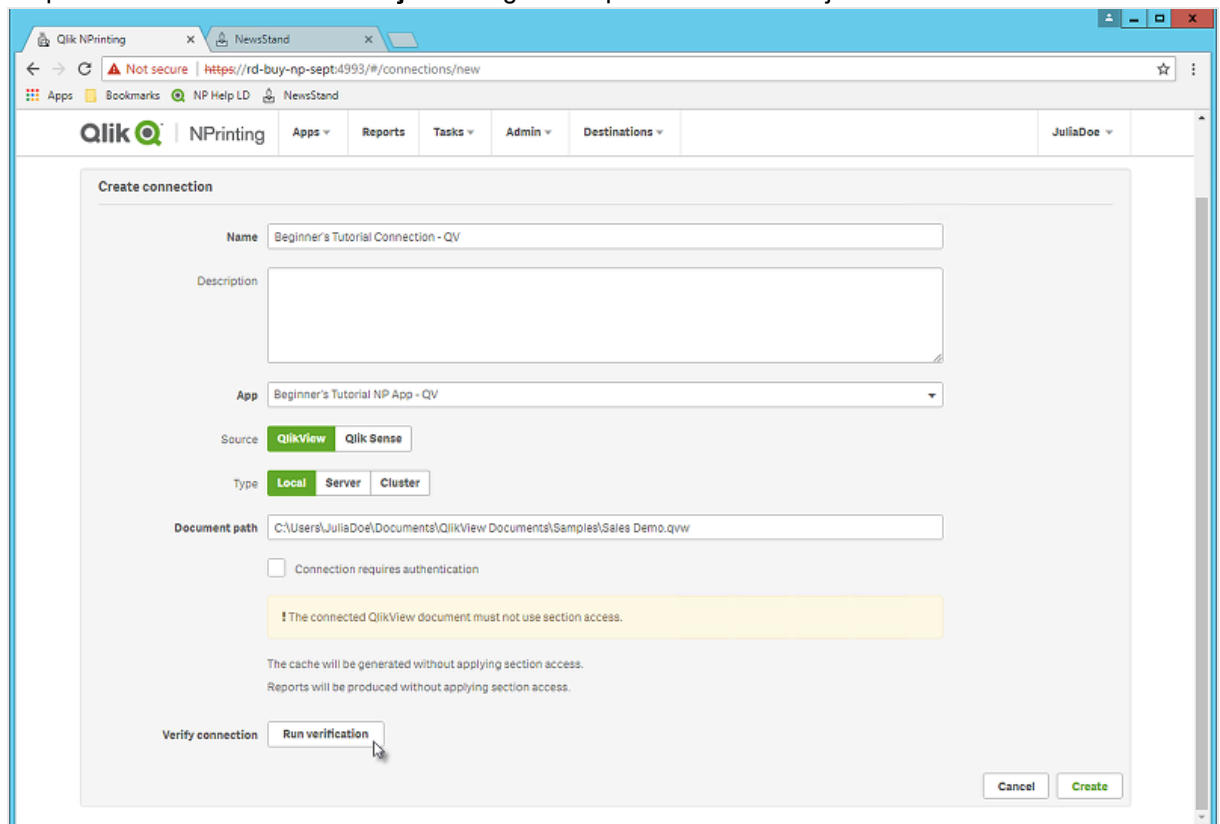 Qlik NPrinting
NewsStand
Not secure | https://rd-buy-np-sept:4993/#/connections/new
Apps Bookmarks NP Help LD NewsStand
Qlik NPrinting Apps Reports Tasks Admin Destinations JuliaDoe
Create connection
Name Beginner's Tutorial Connection - QV
Description
App Beginner's Tutorial NP App - QV
Source QlikView Qlik Sense
Type Local Server Cluster
Document path C:\Users\JuliaDoe\Documents\QlikView Documents\Samples\Sales Demo.qvw
Connection requires authentication
! The connected QlikView document must not use section access.
The cache will be generated without applying section access.
Reports will be produced without applying section access.
Verify connection Run verification
Cancel Create